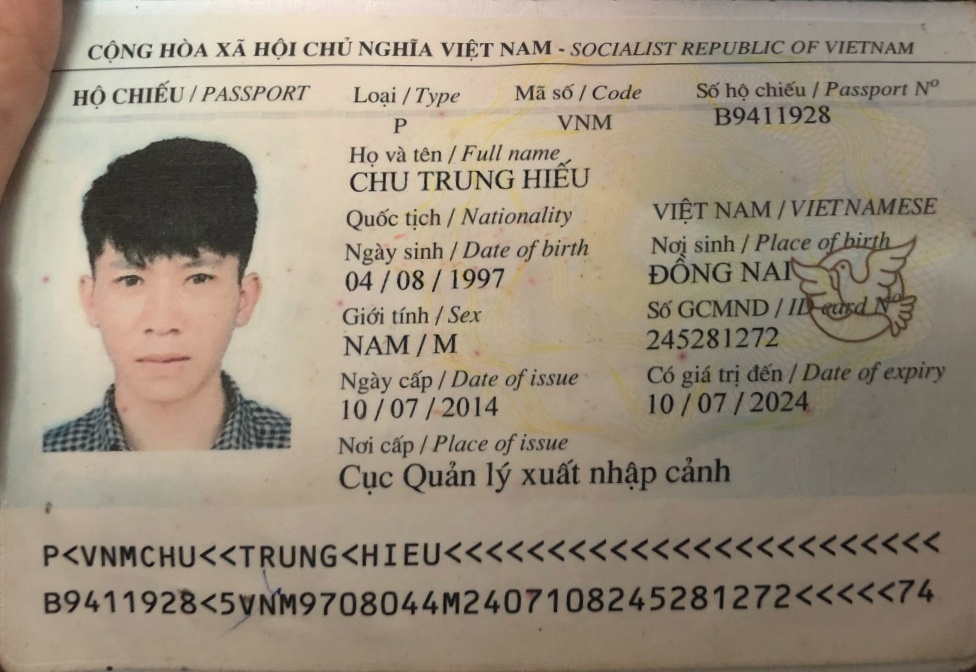 CỘNG HÒA XÃ HỘI CHỦ NGHĨA VIỆT NAM - SOCIALIST REPUBLIC OF VIETNAM
HỘ CHIẾU / PASSPORT Loại / Type Mã số / Code Số hộ chiếu / Passport Nº
P VNM B9411928
Họ và tên / Full name
CHU TRUNG HIẾU
Quốc tịch / Nationality VIỆT NAM / VIETNAMESE
Ngày sinh / Date of birth Nơi sinh / Place of birth
04 / 08 / 1997 ĐỒNG NAI
Giới tính / Sex Số GCMND / ID card Nº
NAM / M 245281272
Ngày cấp / Date of issue Có giá trị đến / Date of expiry
10 / 07 / 2014 10 / 07 / 2024
Nơi cấp / Place of issue
Cục Quản lý xuất nhập cảnh
P<VNMCHU<<TRUNG<HIEU<<<<<<<<<<<<<<<<<<<<<<<<
B9411928<5VNM9708044M2407108245281272<<<<<74